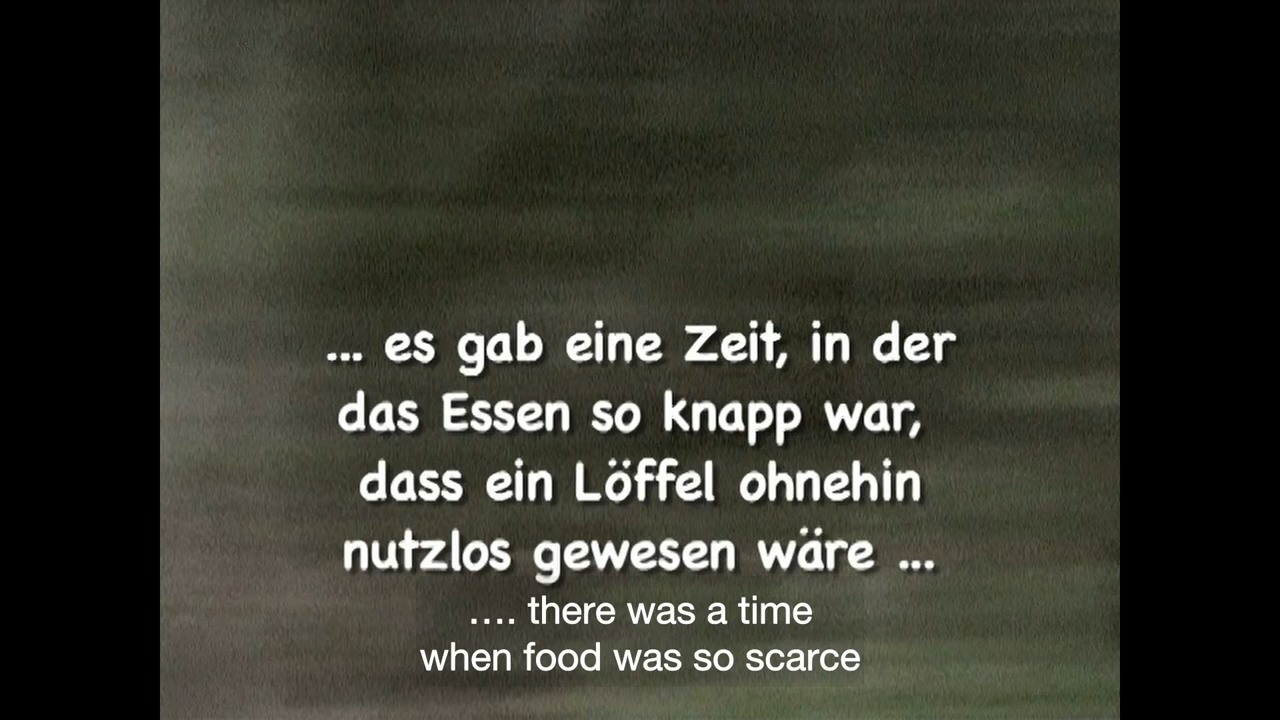 ... es gab eine Zeit, in der
das Essen so knapp war,
dass ein Löffel ohnehin
nutzlos gewesen wäre ...
.... there was a time
when food was so scarce